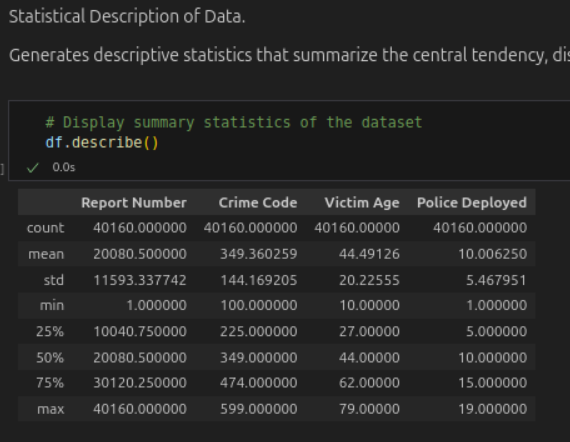 Statistical Description of Data.
Generates descriptive statistics that summarize the central tendency,
# Display summary statistics of the dataset
df.describe()
] ✓ 0.0s
Report Number Crime Code Victim Age Police Deployed
count 40160.000000 40160.000000 40160.00000 40160.000000
mean 20080.500000 349.360259 44.49126 10.006250
std 11593.337742 144.169205 20.22555 5.467951
min 1.000000 100.000000 10.00000 1.000000
25% 10040.750000 225.000000 27.00000 5.000000
50% 20080.500000 349.000000 44.00000 10.000000
75% 30120.250000 474.000000 62.00000 15.000000
max 40160.000000 599.000000 79.00000 19.000000